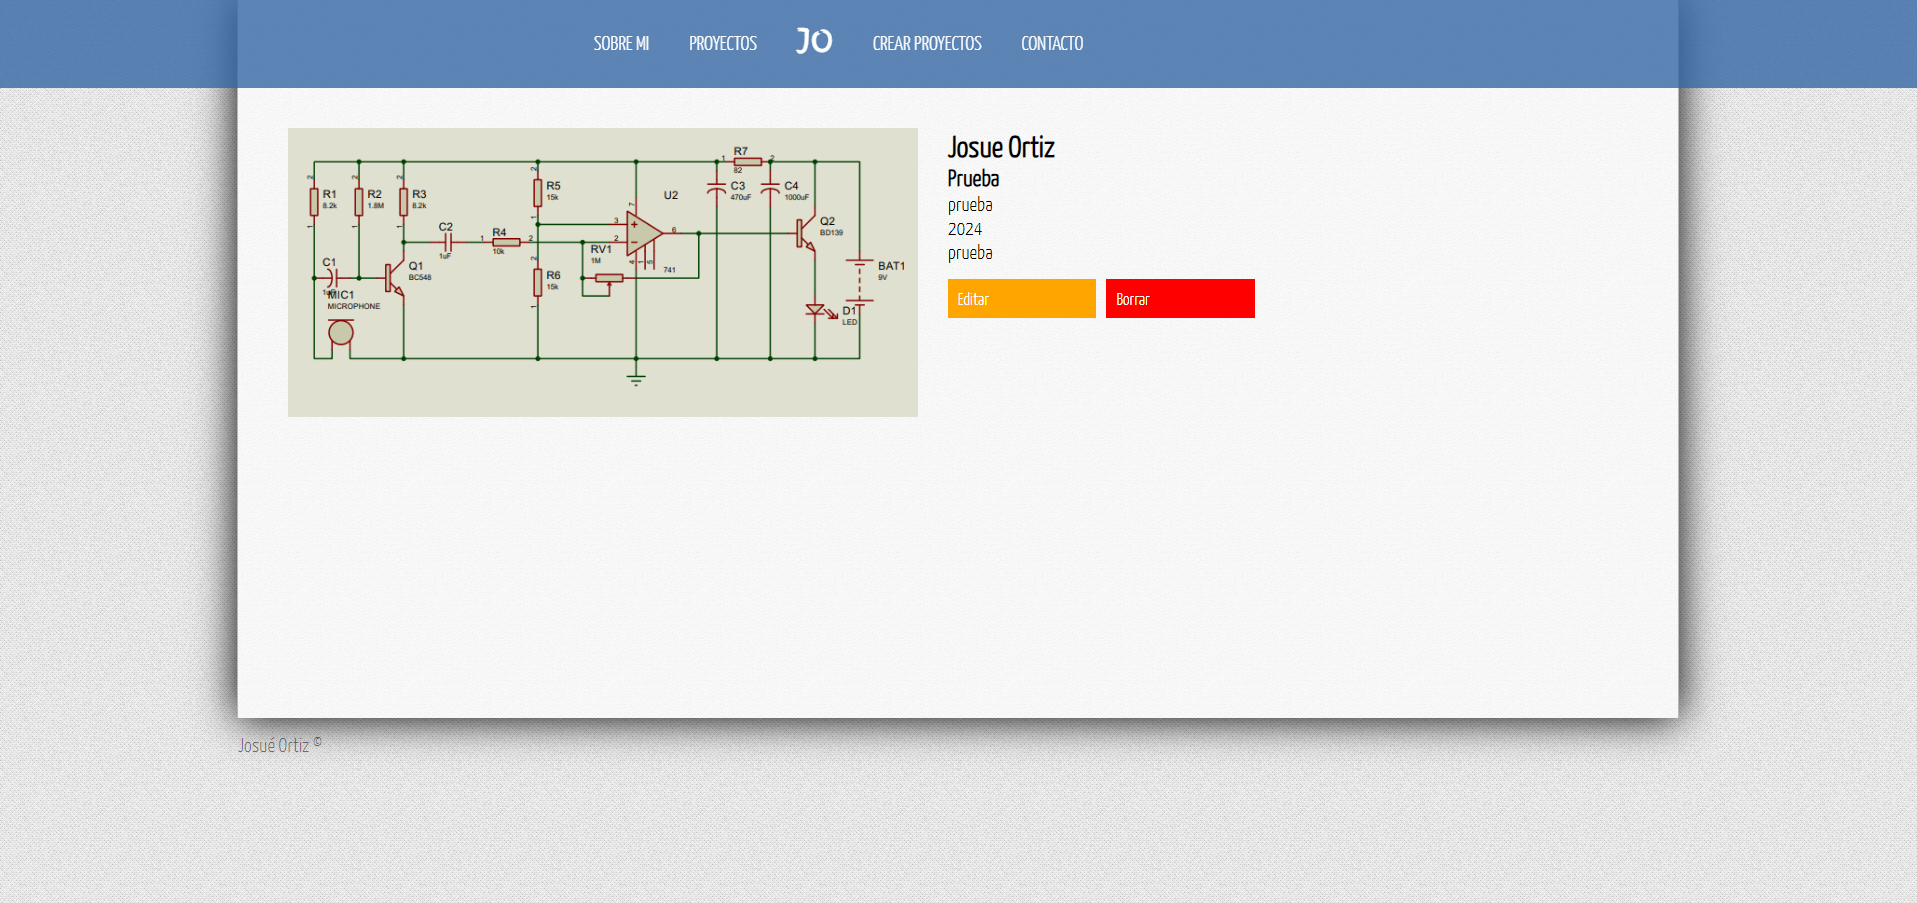 SOBRE MI PROYECTOS JO CREAR PROYECTOS CONTACTO
R1
8.2k
R2
1.8M
R3
8.2k
C2
1uF
R4
10k
R5
15k
R6
15k
RV1
1M
U2
741
R7
82
C3
470uF
C4
1000uF
Q2
BD139
BAT1
9V
D1
LED
C1
Q1
BC548
MIC1
MICROPHONE
Josue Ortiz
Prueba
prueba
2024
prueba
Editar Borrar
Josué Ortiz ©